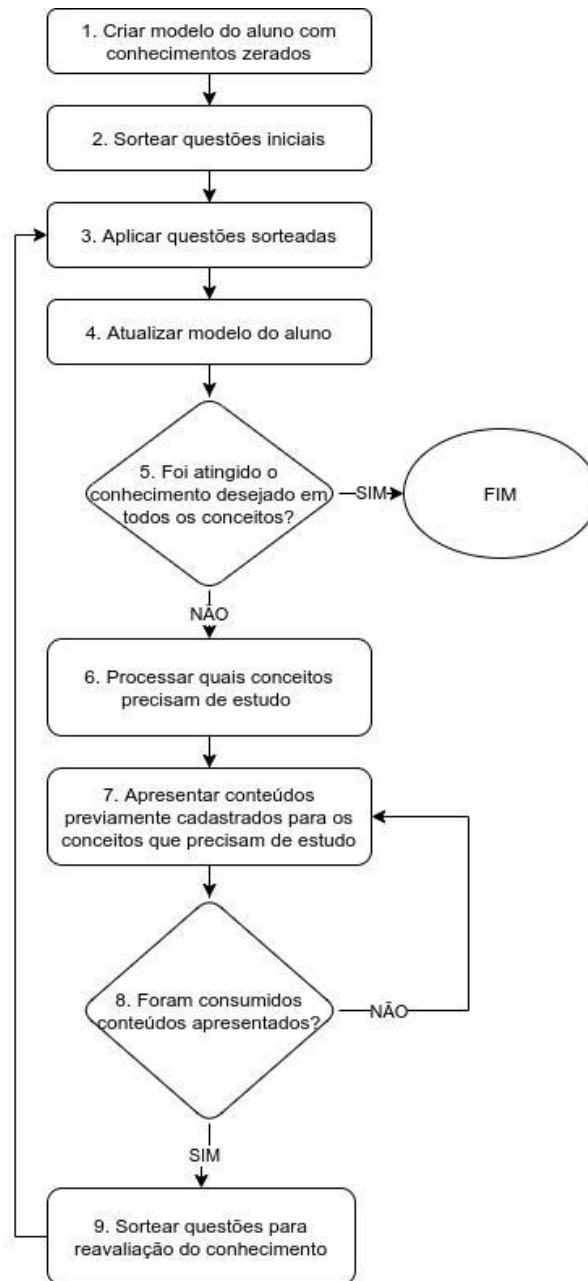 1. Criar modelo do aluno com
conhecimentos zerados
2. Sortear questões iniciais
3. Aplicar questões sorteadas
4. Atualizar modelo do aluno
5. Foi atingido o
conhecimento desejado em
todos os conceitos?
SIM
FIM
NÃO
6. Processar quais conceitos
precisam de estudo
7. Apresentar conteúdos
previamente cadastrados para os
conceitos que precisam de estudo
8. Foram consumidos
conteúdos apresentados?
NÃO
SIM
9. Sortear questões para
reavaliação do conhecimento